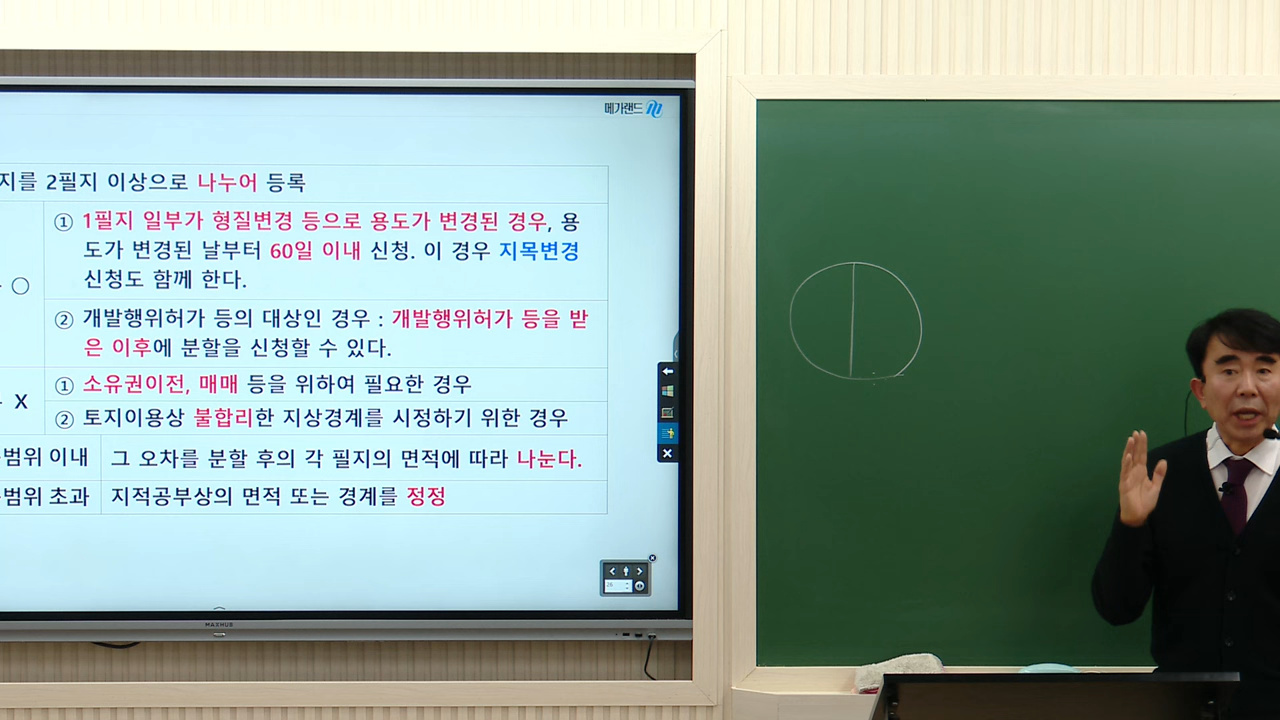 메가랜드
지를 2필지 이상으로 나누어 등록
① 1필지 일부가 형질변경 등으로 용도가 변경된 경우, 용
도가 변경된 날부터 60일 이내 신청. 이 경우 지목변경
신청도 함께 한다.
○
② 개발행위허가 등의 대상인 경우 : 개발행위허가 등을 받
은 이후에 분할을 신청할 수 있다.
① 소유권이전, 매매 등을 위하여 필요한 경우
X
② 토지이용상 불합리한 지상경계를 시정하기 위한 경우
범위 이내 그 오차를 분할 후의 각 필지의 면적에 따라 나눈다.
범위 초과 지적공부상의 면적 또는 경계를 정정
26
MAXHUB